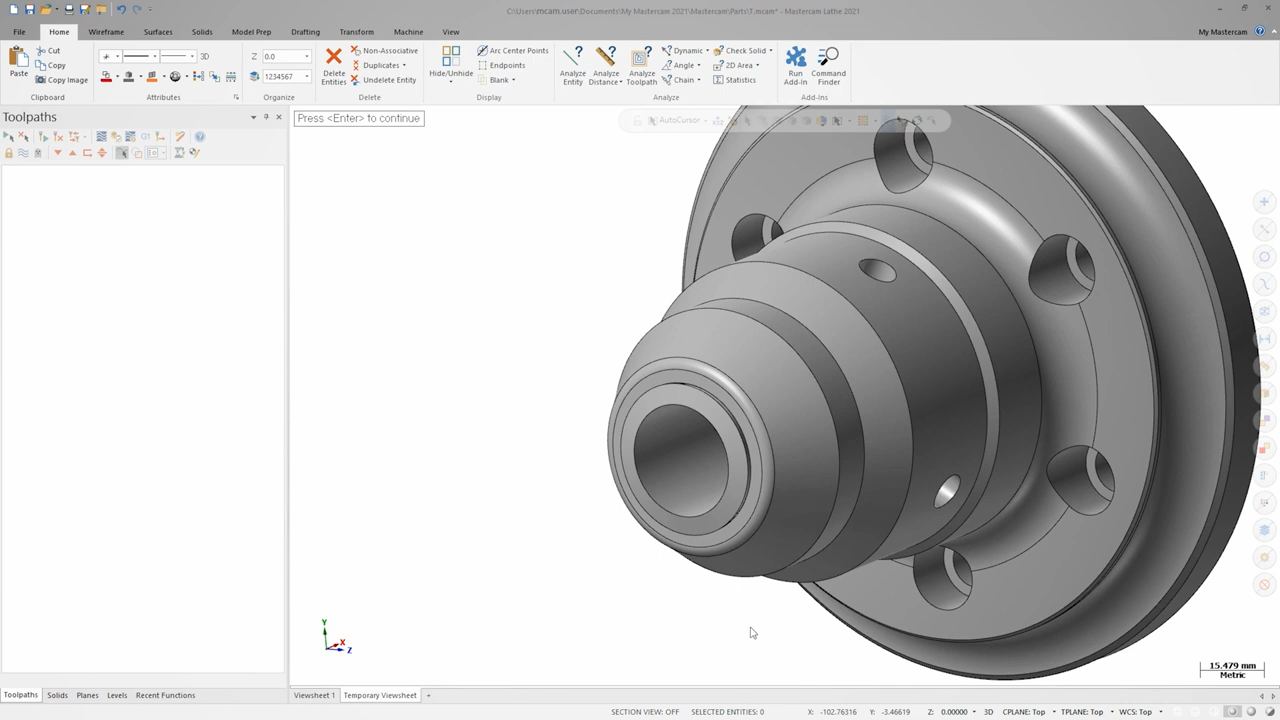 C:\Users\mcam.user\Documents\My Mastercam 2021\Mastercam\Parts\T.mcam* - Mastercam Lathe 2021
File Home Wireframe Surfaces Solids Model Prep Drafting Transform Machine View My Mastercam
Paste
Cut
Copy
Copy Image
Clipboard
3D
Attributes
Z 0.0
1234567
Organize
Delete Entities
Non-Associative
Duplicates
Undelete Entity
Delete
Hide/Unhide
Arc Center Points
Endpoints
Blank
Display
Analyze Entity
Analyze Distance
Analyze Toolpath
Dynamic
Angle
Chain
Check Solid
2D Area
Statistics
Analyze
Run Add-In
Command Finder
Add-Ins
Toolpaths
G1
Press <Enter> to continue
AutoCursor
Y
X
Z
15.479 mm
Metric
Toolpaths Solids Planes Levels Recent Functions
Viewsheet 1 Temporary Viewsheet +
SECTION VIEW: OFF SELECTED ENTITIES: 0 X: -102.76316 Y: -3.46619 Z: 0.00000 3D CPLANE: Top TPLANE: Top WCS: Top